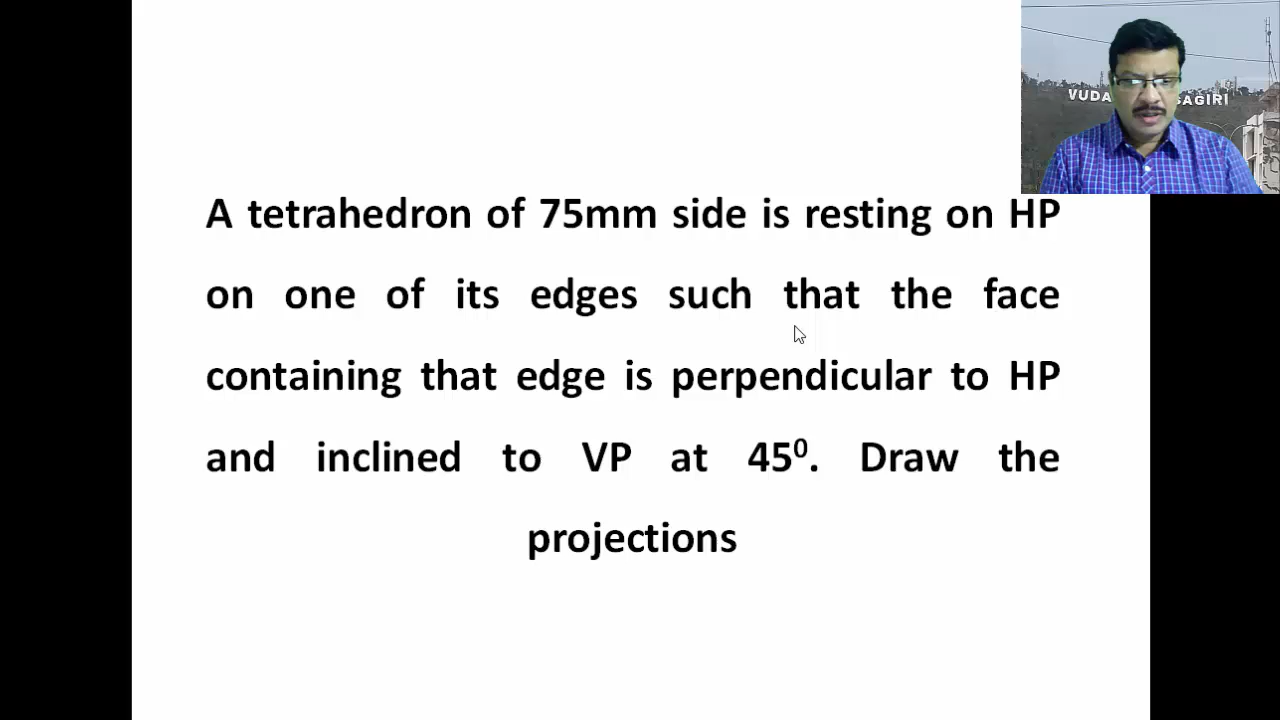 VUDA
SAGIRI
A tetrahedron of 75mm side is resting on HP
on one of its edges such that the face
containing that edge is perpendicular to HP
and inclined to VP at 45⁰. Draw the
projections